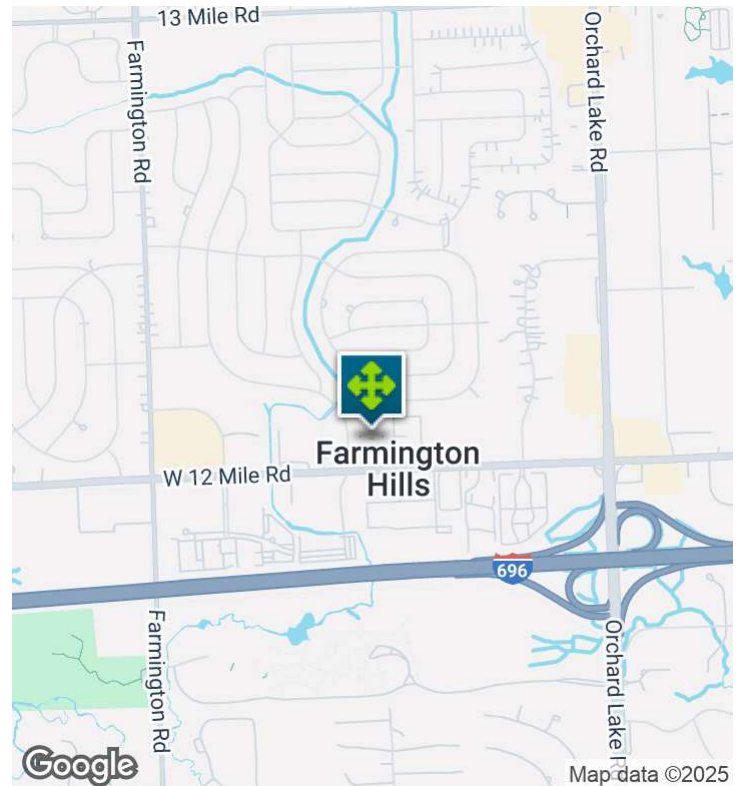 13 Mile Rd
Farmington Rd
Orchard Lake Rd
Farmington
Hills
W 12 Mile Rd
696
Farmington Rd
Orchard Lake Rd
Google
Map data ©2025